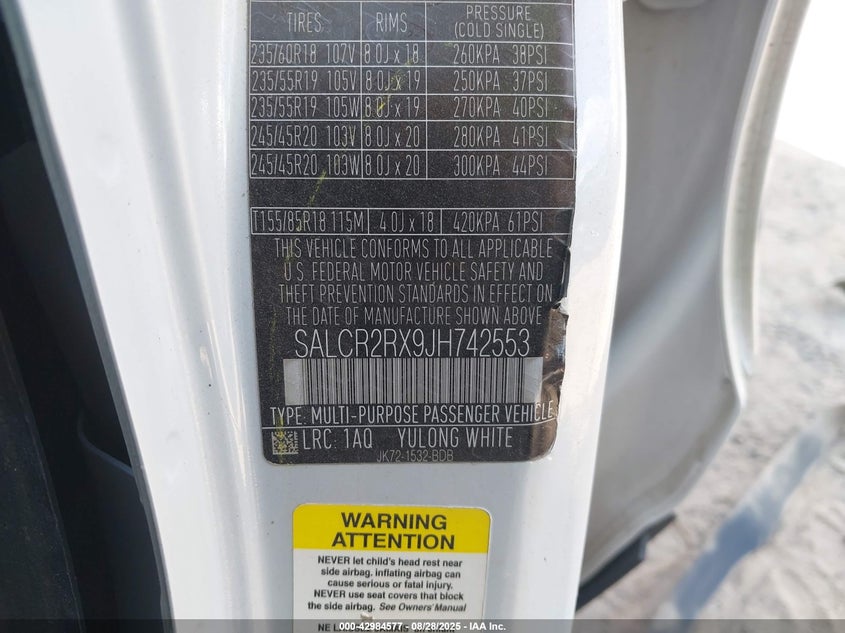 TIRES RIMS PRESSURE (COLD SINGLE)
235/60R18 107V 8.0J x 18 260KPA 38PSI
235/55R19 105V 8.0J x 19 250KPA 37PSI
235/55R19 105W 8.0J x 19 270KPA 40PSI
245/45R20 103V 8.0J x 20 280KPA 41PSI
245/45R20 103W 8.0J x 20 300KPA 44PSI
T155/85R18 115M 4.0J x 18 420KPA 61PSI
THIS VEHICLE CONFORMS TO ALL APPLICABLE
U.S. FEDERAL MOTOR VEHICLE SAFETY AND
THEFT PREVENTION STANDARDS IN EFFECT ON
THE DATE OF MANUFACTURE SHOWN ABOVE
SALCR2RX9JH742553
TYPE: MULTI-PURPOSE PASSENGER VEHICLE
LRC: 1AQ YULONG WHITE
JK72-1532-BDB
WARNING
ATTENTION
NEVER let child's head rest near
side airbag, inflating airbag can
cause serious or fatal injury.
NEVER use seat covers that block
the side airbag. See Owners' Manual
000-42984577 - 08/28/2025 - IAA Inc.